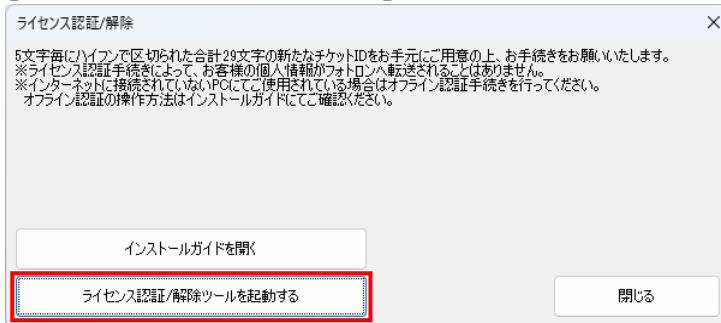 ライセンス認証/解除
5文字毎にハイフンで区切られた合計29文字の新たなチケットIDをお手元にご用意の上、お手続きをお願いいたします。
※ライセンス認証手続きによって、お客様の個人情報がフォトロンへ転送されることはありません。
※インターネットに接続されていないPCにてご使用されている場合はオフライン認証手続きを行ってください。
オフライン認証の操作方法はインストールガイドにてご確認ください。
インストールガイドを開く
ライセンス認証/解除ツールを起動する
閉じる